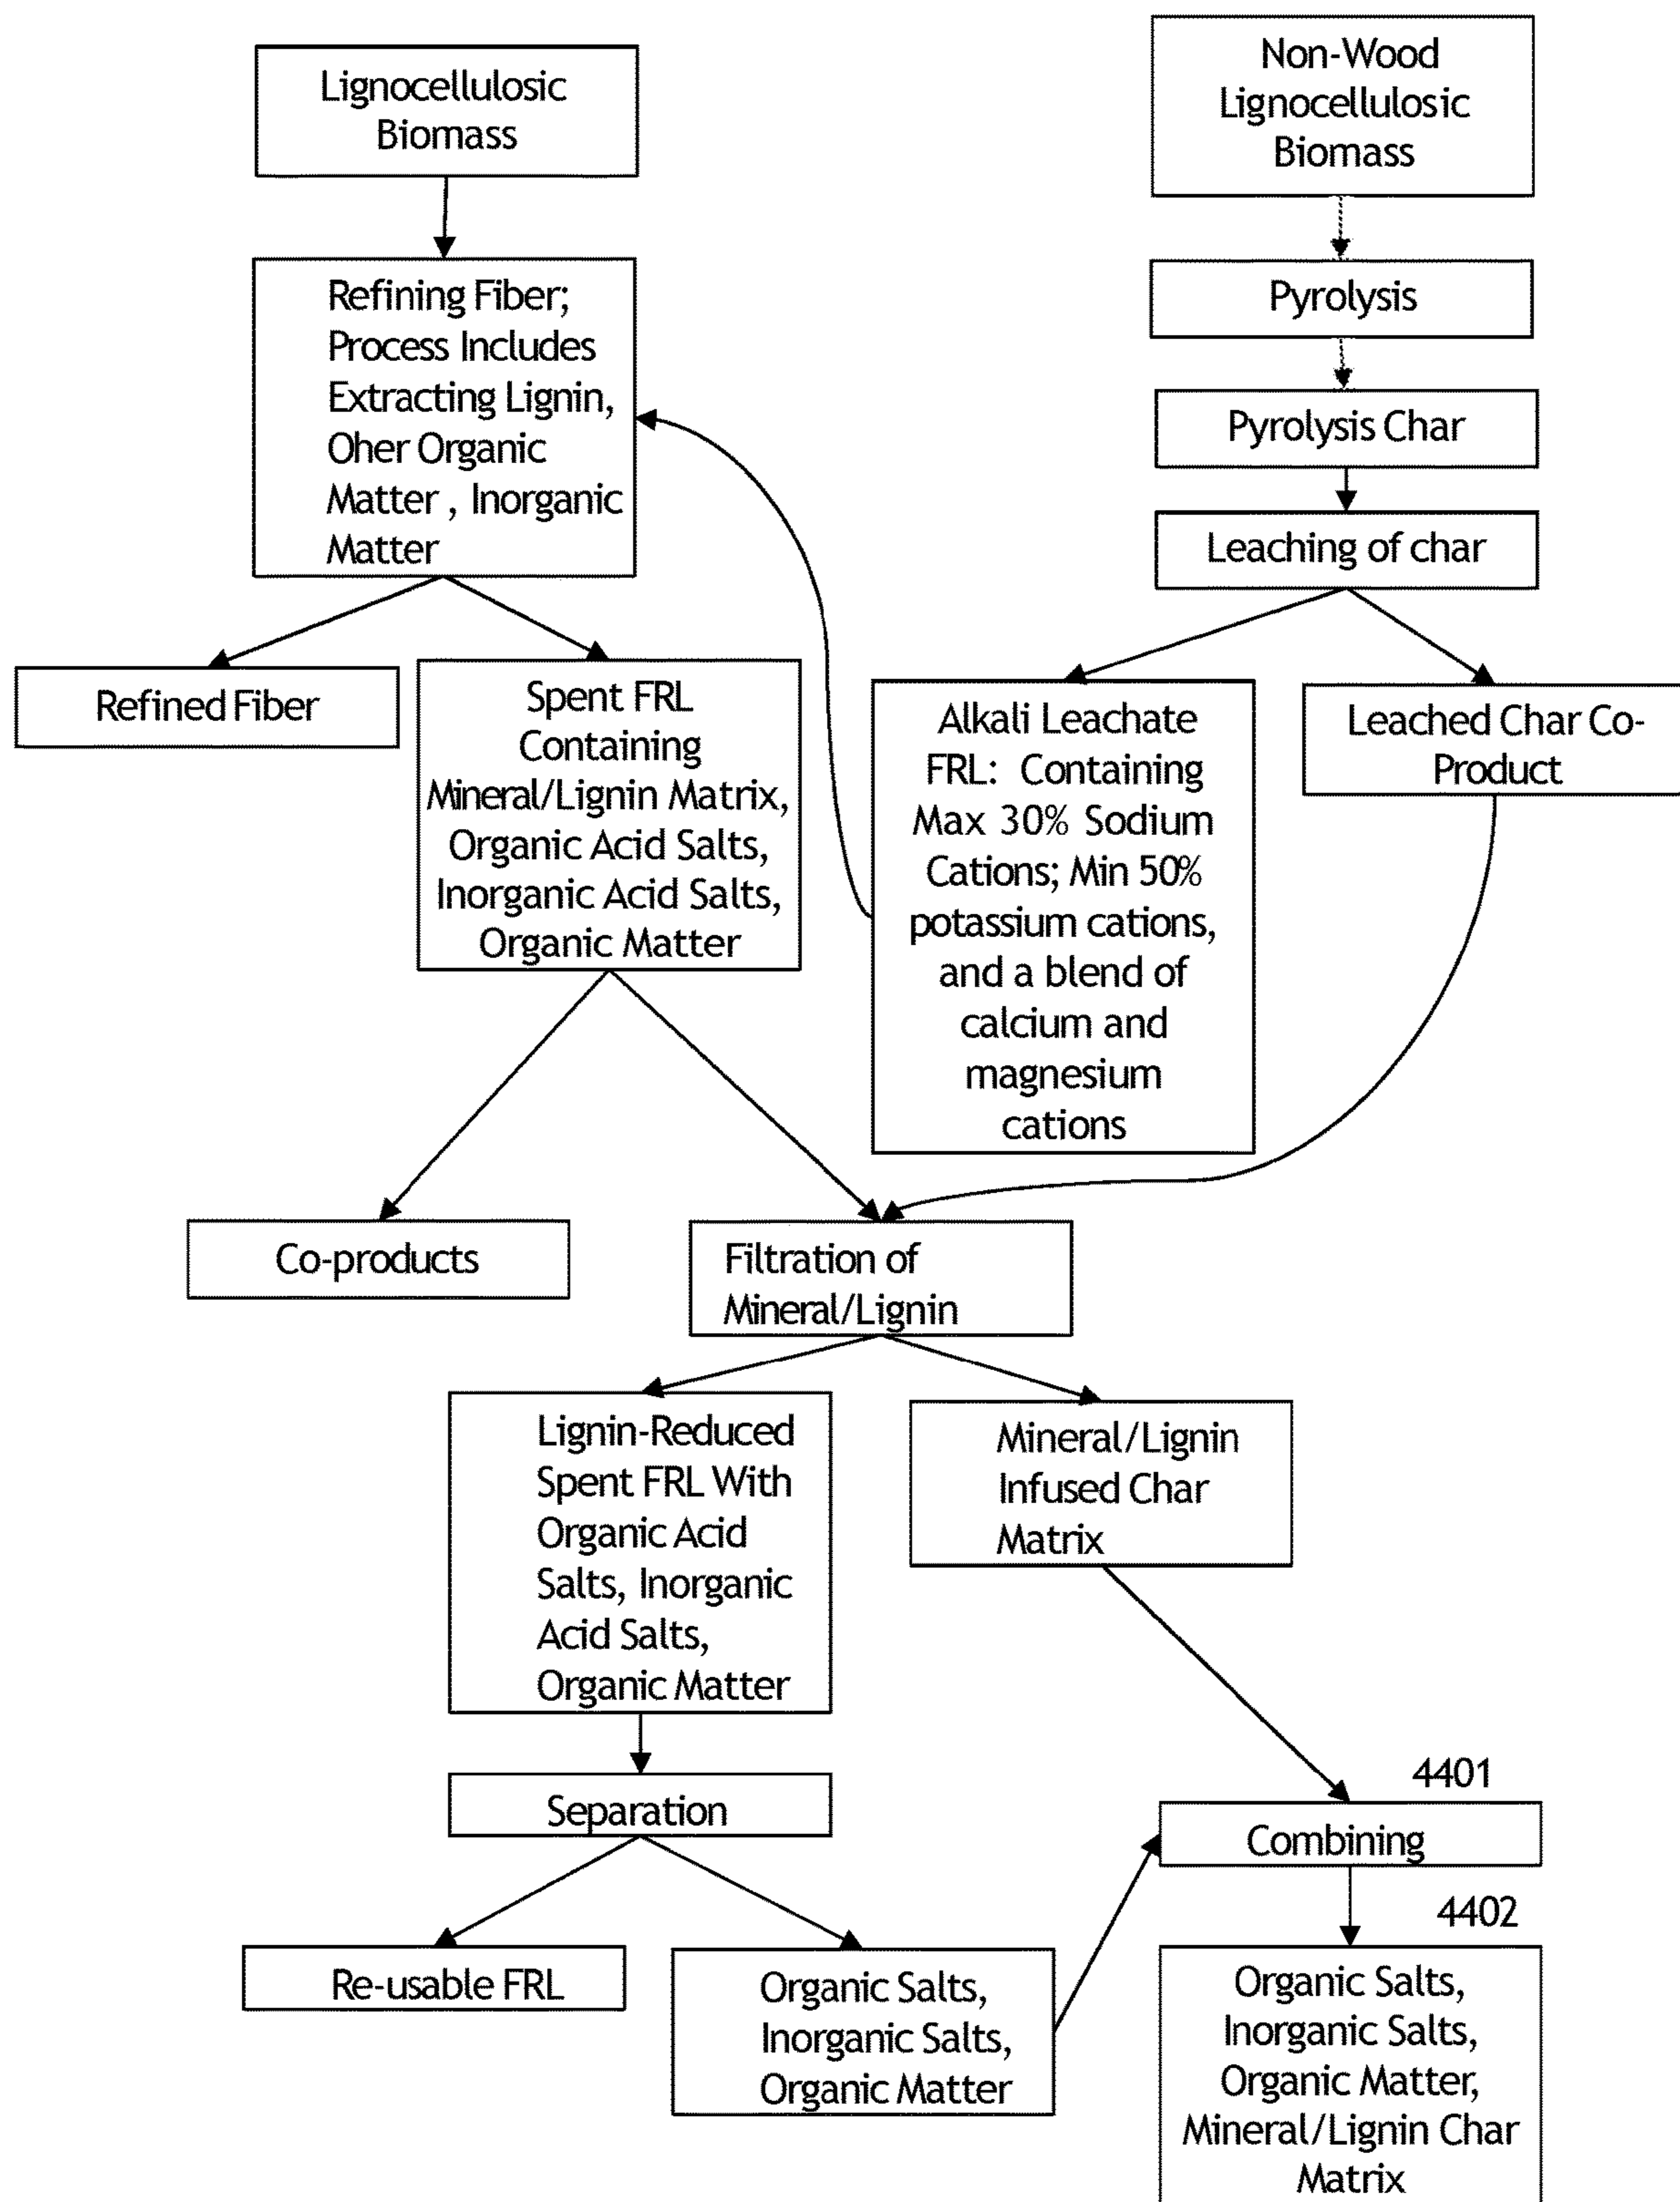 Lignocellulosic
Biomass
Non-Wood
Lignocellulosic
Biomass
Refining Fiber;
Process Includes
Extracting Lignin,
Oher Organic
Matter , Inorganic
Matter
Pyrolysis
Pyrolysis Char
Leaching of char
Refined Fiber
Spent FRL
Containing
Mineral/Lignin Matrix,
Organic Acid Salts,
Inorganic Acid Salts,
Organic Matter
Alkali Leachate
FRL: Containing
Max 30% Sodium
Cations; Min 50%
potassium cations,
and a blend of
calcium and
magnesium
cations
Leached Char Co-
Product
Co-products
Filtration of
Mineral/Lignin
Lignin-Reduced
Spent FRL With
Organic Acid
Salts, Inorganic
Acid Salts,
Organic Matter
Mineral/Lignin
Infused Char
Matrix
Separation
4401
Combining
4402
Re-usable FRL
Organic Salts,
Inorganic Salts,
Organic Matter
Organic Salts,
Inorganic Salts,
Organic Matter,
Mineral/Lignin Char
Matrix